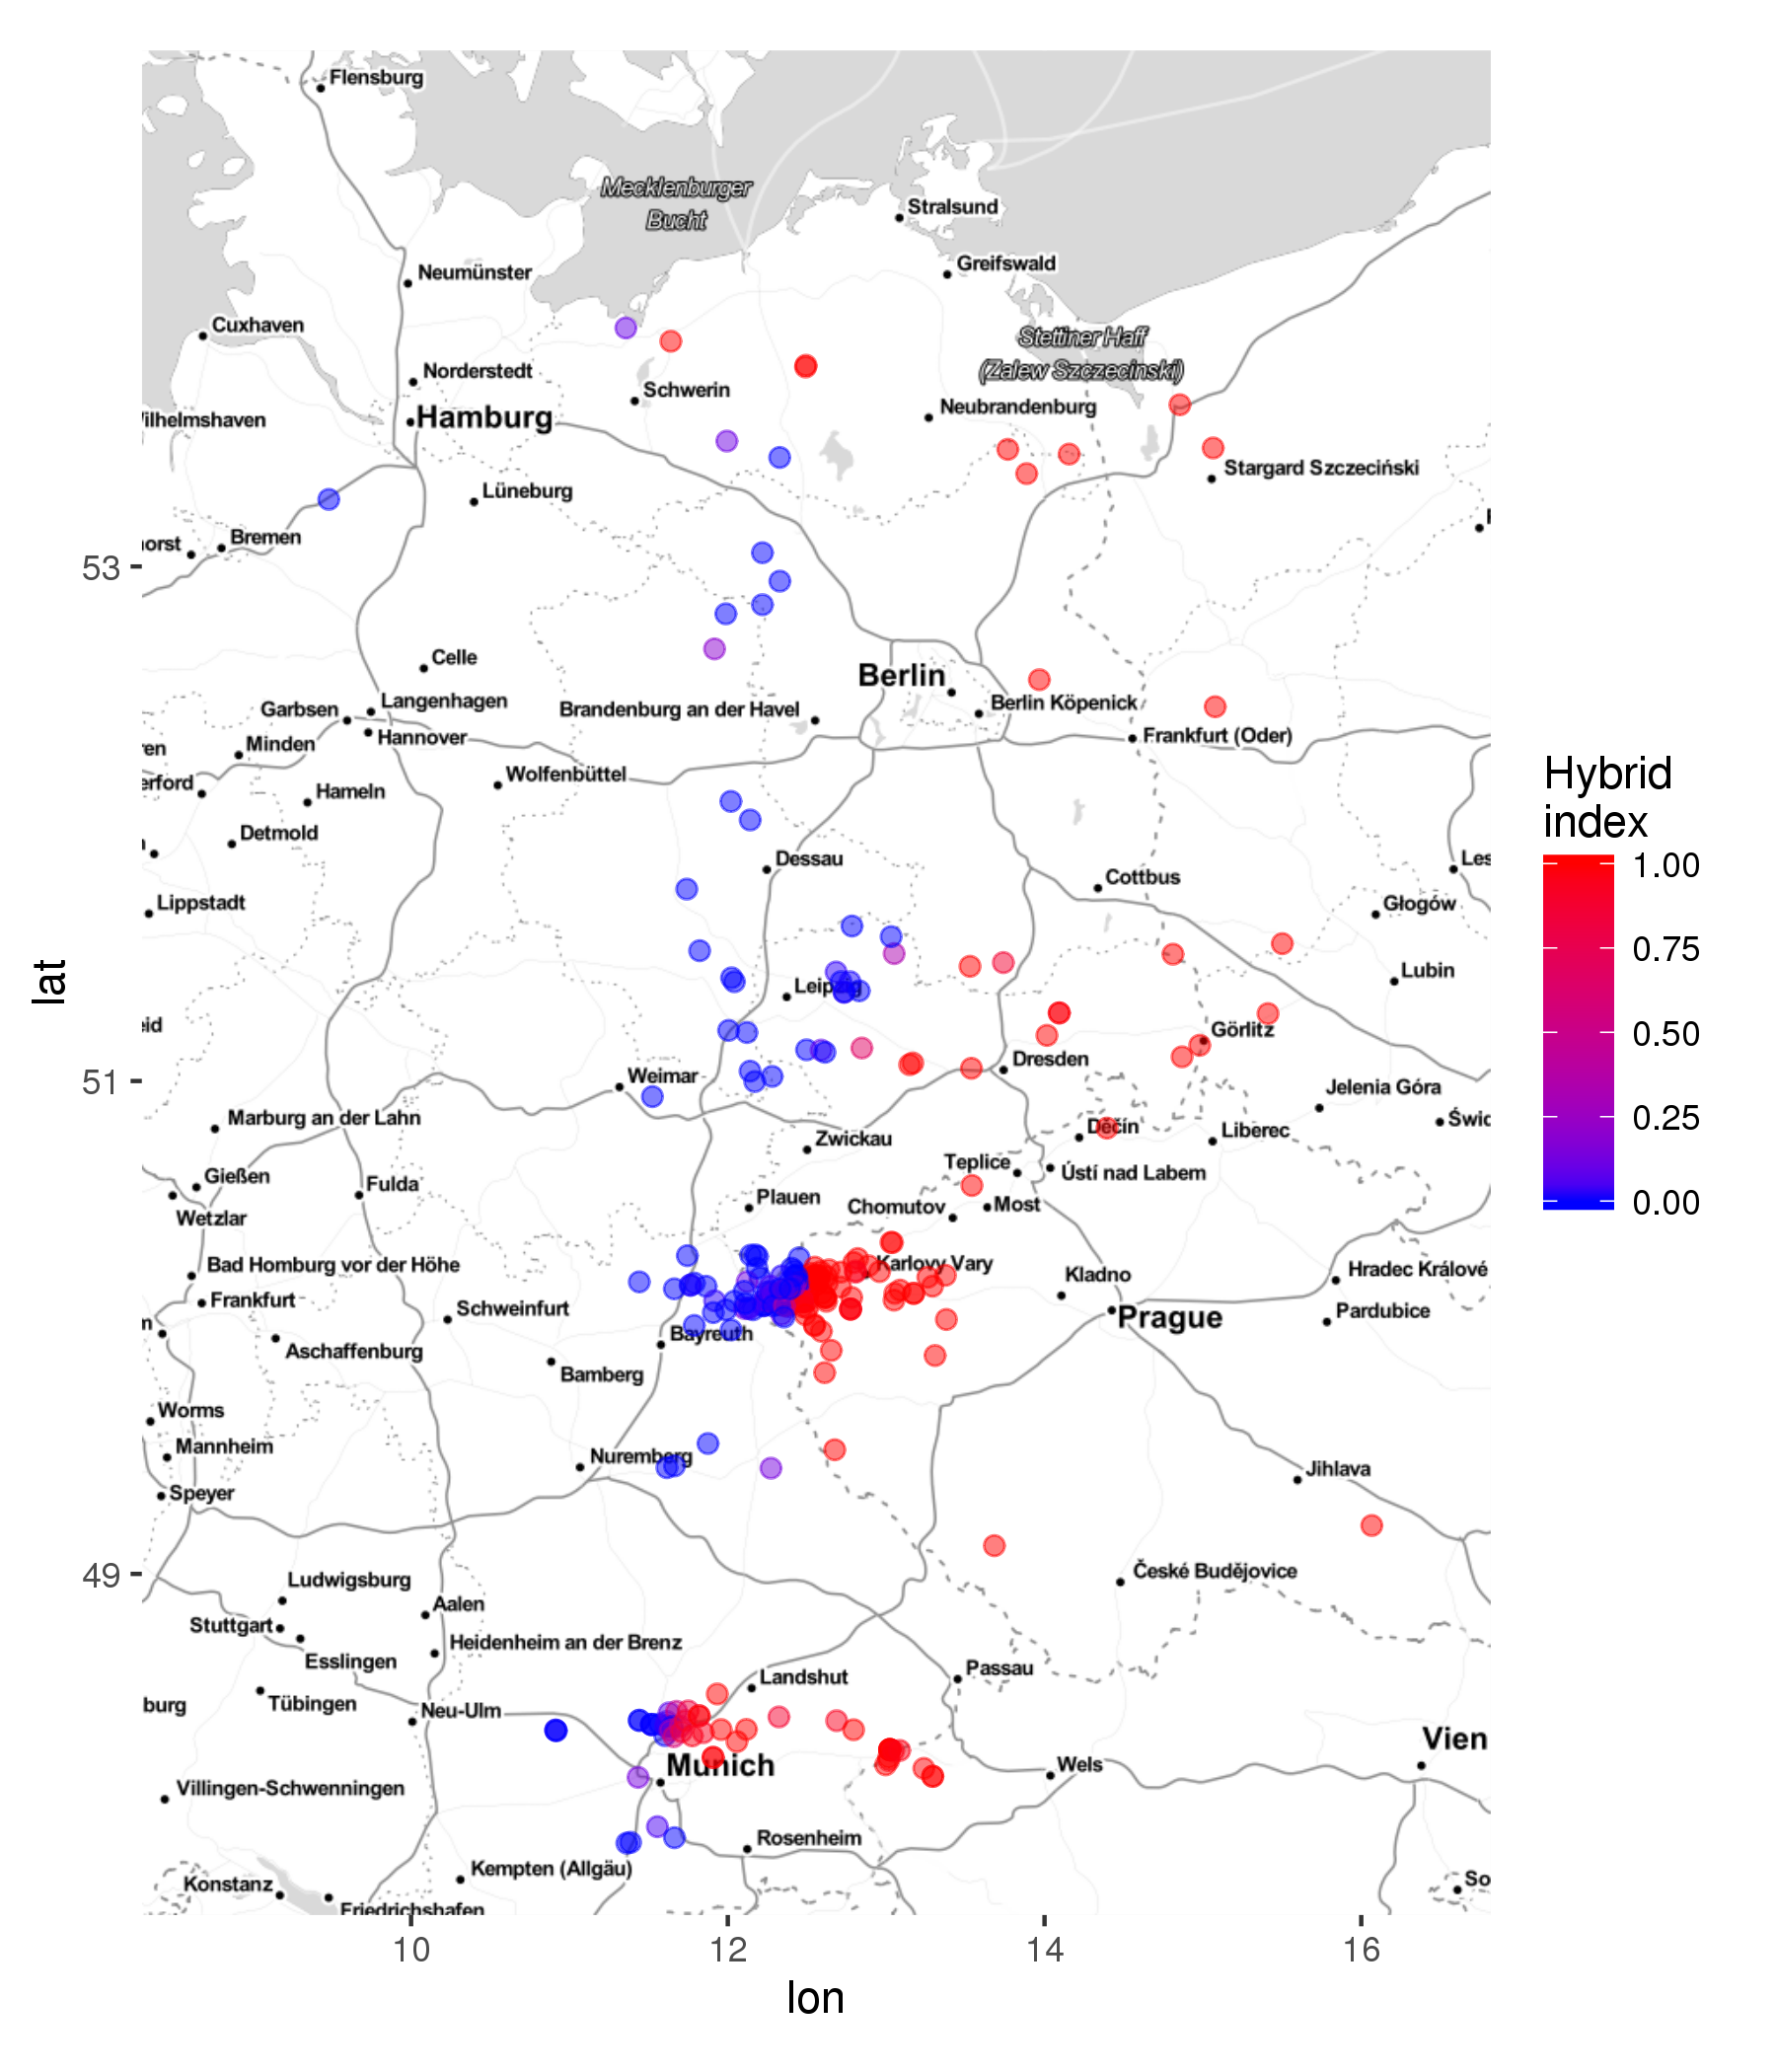 Flensburg
Mecklenburger
Bucht
Stralsund
Greifswald
Neumünster
Cuxhaven
Stettiner Haff
(Zalew Szczecinski)
Norderstedt
Schwerin
Neubrandenburg
Hamburg
ilhelmshaven
Stargard Szczeciński
Lüneburg
Bremen
orst
53
Celle
Berlin
Langenhagen
Garbsen
Brandenburg an der Havel
Berlin Köpenick
Hannover
Frankfurt (Oder)
ren
Minden
Wolfenbüttel
erford
Hameln
Detmold
Dessau
Les
Cottbus
Lippstadt
Głogów
lat
Lubin
Leipzig
eid
Görlitz
51
Dresden
Weimar
Jelenia Góra
Marburg an der Lahn
Świd
Děčín
Liberec
Zwickau
Teplice
Ústí nad Labem
Gießen
Fulda
Plauen
Chomutov
Most
Wetzlar
Bad Homburg vor der Höhe
Karlovy Vary
Kladno
Hradec Králové
Frankfurt
Schweinfurt
Prague
Pardubice
n
Bayreuth
Aschaffenburg
Bamberg
Worms
Mannheim
Nuremberg
Jihlava
Speyer
49
České Budějovice
Ludwigsburg
Aalen
Stuttgart
Heidenheim an der Brenz
Esslingen
Passau
Landshut
burg
Tübingen
Neu-Ulm
Vien
Munich
Wels
Villingen-Schwenningen
Rosenheim
Kempten (Allgäu)
Konstanz
So
Friedrichshafen
10 12 14 16
lon
Hybrid
index
1.00
0.75
0.50
0.25
0.00